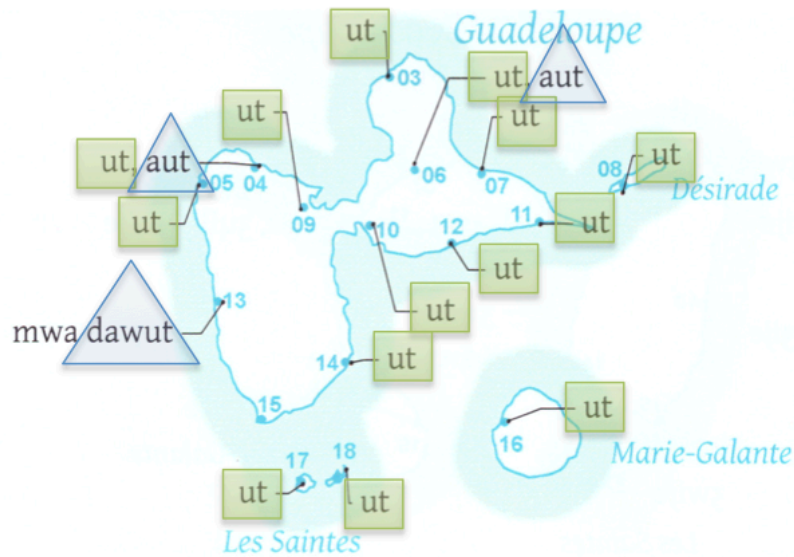 ut
Guadeloupe
03
ut, aut
ut
ut
ut, aut
05
04
06
07
08
ut
Désirade
ut
09
10
12
11
ut
ut
13
mwa dawut
ut
14
ut
15
16
ut
Marie-Galante
17
18
ut
ut
Les Saintes